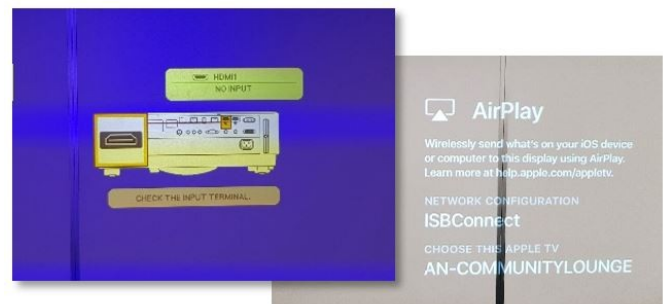 HDMI1
NO INPUT
CHECK THE INPUT TERMINAL.
AirPlay
Wirelessly send what's on your iOS device
or computer to this display using AirPlay.
Learn more at help.apple.com/appletv.
NETWORK CONFIGURATION
ISBConnect
CHOOSE THIS APPLE TV
AN-COMMUNITYLOUNGE